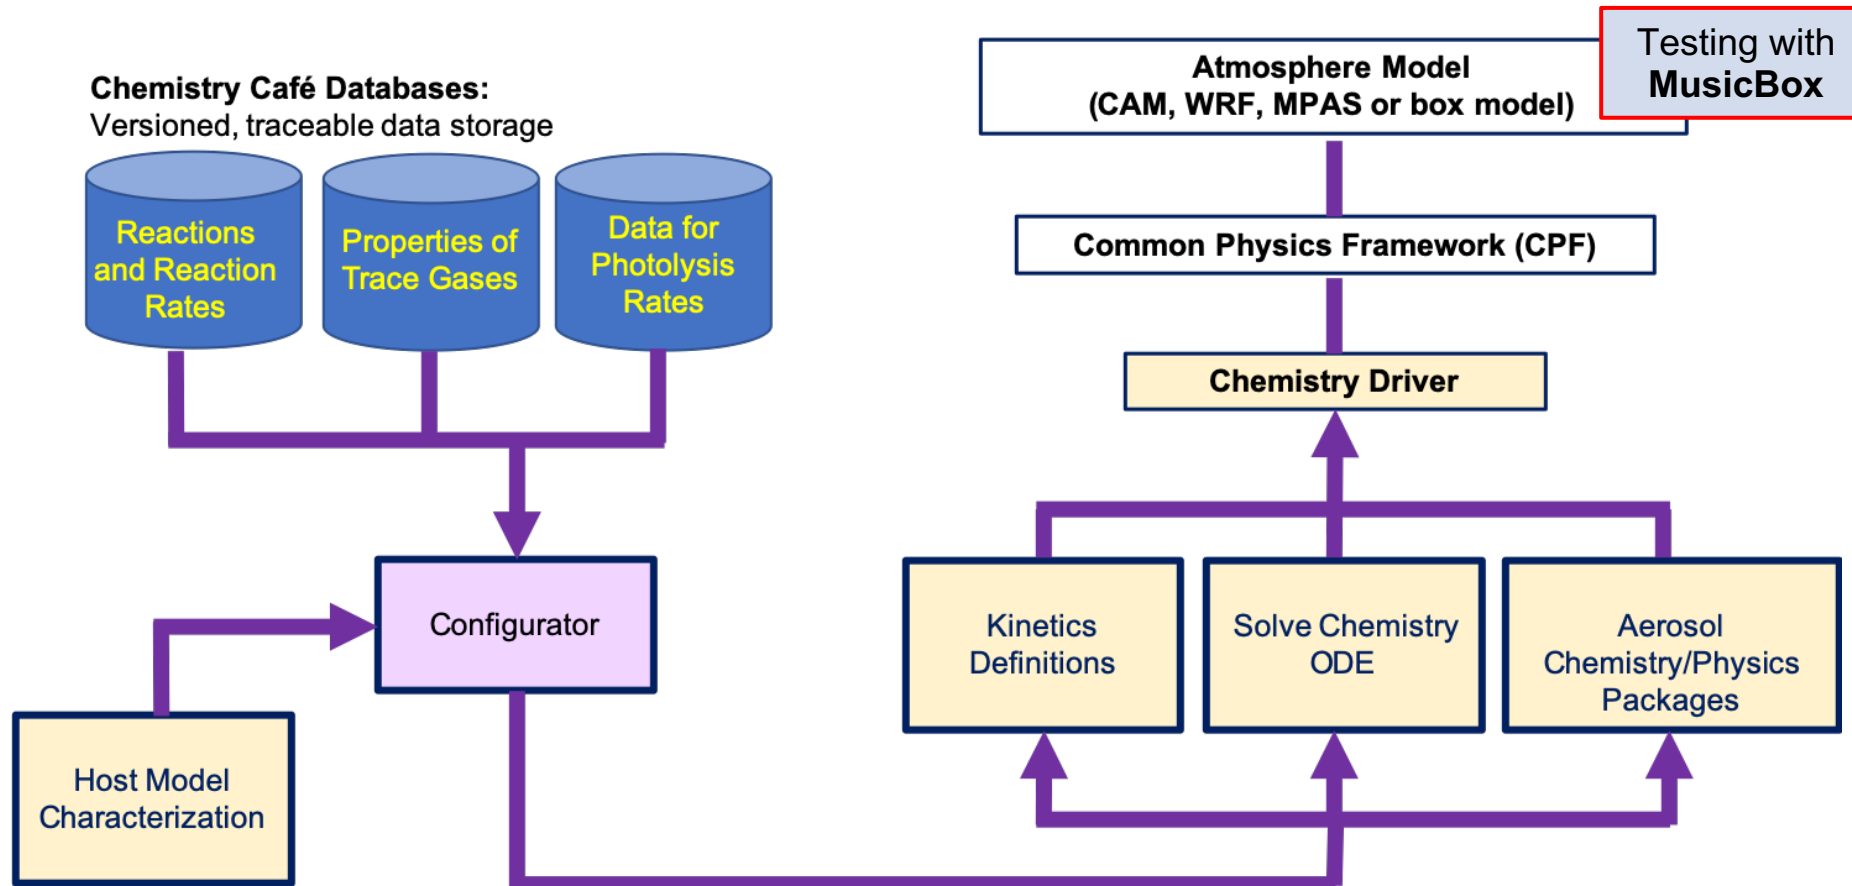 Chemistry Café Databases:
Versioned, traceable data storage
Reactions
and Reaction
Rates
Properties of
Trace Gases
Data for
Photolysis
Rates
Configurator
Host Model
Characterization
Testing with
MusicBox
Atmosphere Model
(CAM, WRF, MPAS or box model)
Common Physics Framework (CPF)
Chemistry Driver
Kinetics
Definitions
Solve Chemistry
ODE
Aerosol
Chemistry/Physics
Packages